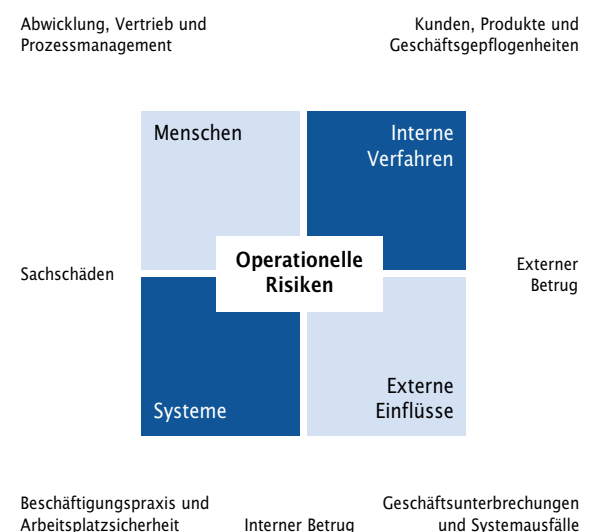 Abwicklung, Vertrieb und
Prozessmanagement
Kunden, Produkte und
Geschäftsgepflogenheiten
Menschen
Interne
Verfahren
Operationelle
Risiken
Sachschäden
Externer
Betrug
Systeme
Externe
Einflüsse
Beschäftigungspraxis und
Arbeitsplatzsicherheit
Interner Betrug
Geschäftsunterbrechungen
und Systemausfälle